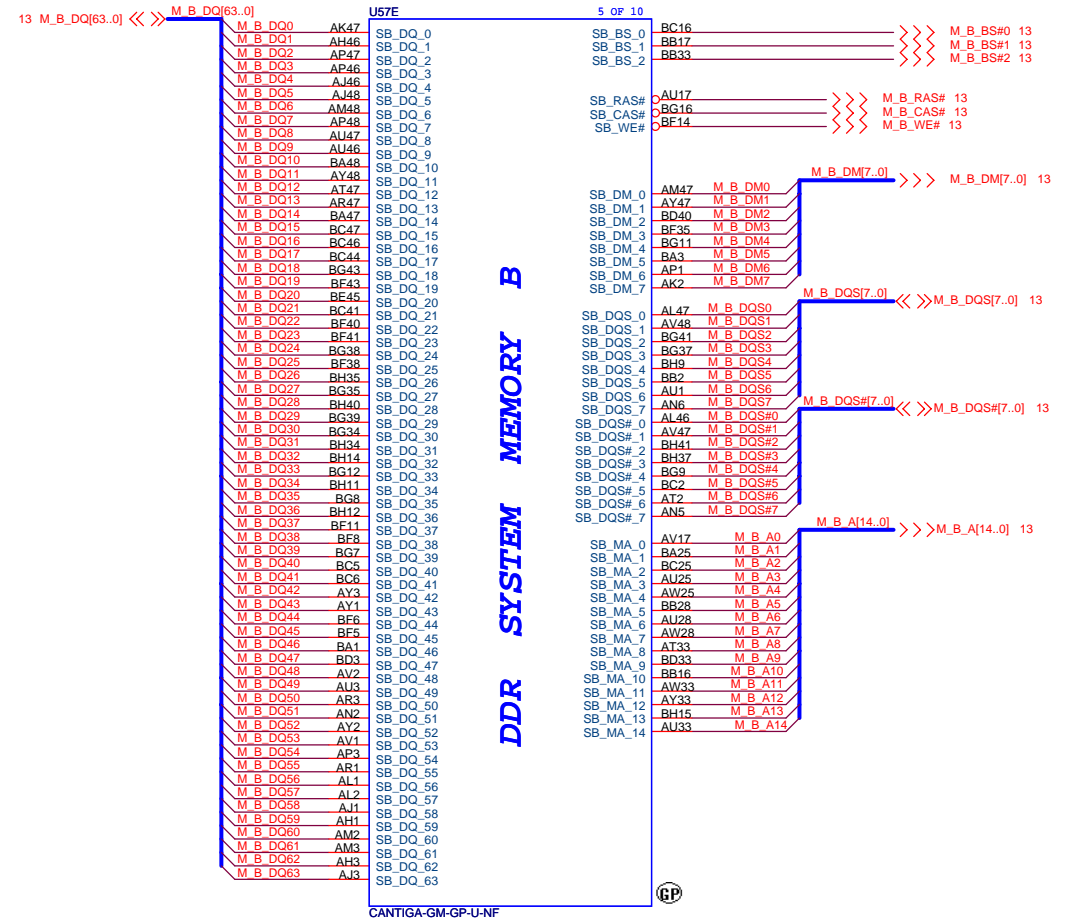 13 M_B_DQ[63..0] M_B_DQ[63..0] U57E 5 OF 10
M_B_DQ0 AK47 SB_DQ_0 SB_BS_0 BC16 M_B_BS#0 13
M_B_DQ1 AH46 SB_DQ_1 SB_BS_1 BB17 M_B_BS#1 13
M_B_DQ2 AP47 SB_DQ_2 SB_BS_2 BB33 M_B_BS#2 13
M_B_DQ3 AP46 SB_DQ_3
M_B_DQ4 AJ46 SB_DQ_4
M_B_DQ5 AJ48 SB_DQ_5 SB_RAS# AU17 M_B_RAS# 13
M_B_DQ6 AM48 SB_DQ_6 SB_CAS# BG16 M_B_CAS# 13
M_B_DQ7 AP48 SB_DQ_7 SB_WE# BF14 M_B_WE# 13
M_B_DQ8 AU47 SB_DQ_8
M_B_DQ9 AU46 SB_DQ_9
M_B_DQ10 BA48 SB_DQ_10
M_B_DQ11 AY48 SB_DQ_11 M_B_DM[7..0] M_B_DM[7..0] 13
M_B_DQ12 AT47 SB_DQ_12 SB_DM_0 AM47 M_B_DM0
M_B_DQ13 AR47 SB_DQ_13 SB_DM_1 AY47 M_B_DM1
M_B_DQ14 BA47 SB_DQ_14 SB_DM_2 BD40 M_B_DM2
M_B_DQ15 BC47 SB_DQ_15 SB_DM_3 BF35 M_B_DM3
M_B_DQ16 BC46 SB_DQ_16 SB_DM_4 BG11 M_B_DM4
M_B_DQ17 BC44 SB_DQ_17 SB_DM_5 BA3 M_B_DM5
M_B_DQ18 BG43 SB_DQ_18 SB_DM_6 AP1 M_B_DM6
M_B_DQ19 BF43 SB_DQ_19 SB_DM_7 AK2 M_B_DM7
M_B_DQ20 BE45 SB_DQ_20 M_B_DQS[7..0] M_B_DQS[7..0] 13
M_B_DQ21 BC41 SB_DQ_21 SB_DQS_0 AL47 M_B_DQS0
M_B_DQ22 BF40 SB_DQ_22 SB_DQS_1 AV48 M_B_DQS1
M_B_DQ23 BF41 SB_DQ_23 SB_DQS_2 BG41 M_B_DQS2
M_B_DQ24 BG38 SB_DQ_24 SB_DQS_3 BG37 M_B_DQS3
M_B_DQ25 BF38 SB_DQ_25 SB_DQS_4 BH9 M_B_DQS4
M_B_DQ26 BH35 SB_DQ_26 SB_DQS_5 BB2 M_B_DQS5
M_B_DQ27 BG35 SB_DQ_27 SB_DQS_6 AU1 M_B_DQS6
M_B_DQ28 BH40 SB_DQ_28 SB_DQS_7 AN6 M_B_DQS7 M_B_DQS#[7..0] M_B_DQS#[7..0] 13
M_B_DQ29 BG39 SB_DQ_29 SB_DQS#_0 AL46 M_B_DQS#0
M_B_DQ30 BG34 SB_DQ_30 SB_DQS#_1 AV47 M_B_DQS#1
M_B_DQ31 BH34 SB_DQ_31 SB_DQS#_2 BH41 M_B_DQS#2
M_B_DQ32 BH14 SB_DQ_32 SB_DQS#_3 BH37 M_B_DQS#3
M_B_DQ33 BG12 SB_DQ_33 SB_DQS#_4 BG9 M_B_DQS#4
M_B_DQ34 BH11 SB_DQ_34 SB_DQS#_5 BC2 M_B_DQS#5
M_B_DQ35 BG8 SB_DQ_35 SB_DQS#_6 AT2 M_B_DQS#6
M_B_DQ36 BH12 SB_DQ_36 SB_DQS#_7 AN5 M_B_DQS#7
M_B_DQ37 BF11 SB_DQ_37 M_B_A[14..0] M_B_A[14..0] 13
M_B_DQ38 BF8 SB_DQ_38 SB_MA_0 AV17 M_B_A0
M_B_DQ39 BG7 SB_DQ_39 SB_MA_1 BA25 M_B_A1
M_B_DQ40 BC5 SB_DQ_40 SB_MA_2 BC25 M_B_A2
M_B_DQ41 BC6 SB_DQ_41 SB_MA_3 AU25 M_B_A3
M_B_DQ42 AY3 SB_DQ_42 SB_MA_4 AW25 M_B_A4
M_B_DQ43 AY1 SB_DQ_43 SB_MA_5 BB28 M_B_A5
M_B_DQ44 BF6 SB_DQ_44 SB_MA_6 AU28 M_B_A6
M_B_DQ45 BF5 SB_DQ_45 SB_MA_7 AW28 M_B_A7
M_B_DQ46 BA1 SB_DQ_46 SB_MA_8 AT33 M_B_A8
M_B_DQ47 BD3 SB_DQ_47 SB_MA_9 BD33 M_B_A9
M_B_DQ48 AV2 SB_DQ_48 SB_MA_10 BB16 M_B_A10
M_B_DQ49 AU3 SB_DQ_49 SB_MA_11 AW33 M_B_A11
M_B_DQ50 AR3 SB_DQ_50 SB_MA_12 AY33 M_B_A12
M_B_DQ51 AN2 SB_DQ_51 SB_MA_13 BH15 M_B_A13
M_B_DQ52 AY2 SB_DQ_52 SB_MA_14 AU33 M_B_A14
M_B_DQ53 AV1 SB_DQ_53
M_B_DQ54 AP3 SB_DQ_54
M_B_DQ55 AR1 SB_DQ_55
M_B_DQ56 AL1 SB_DQ_56
M_B_DQ57 AL2 SB_DQ_57
M_B_DQ58 AJ1 SB_DQ_58
M_B_DQ59 AH1 SB_DQ_59
M_B_DQ60 AM2 SB_DQ_60
M_B_DQ61 AM3 SB_DQ_61
M_B_DQ62 AH3 SB_DQ_62
M_B_DQ63 AJ3 SB_DQ_63
DDR SYSTEM MEMORY B
GP
CANTIGA-GM-GP-U-NF